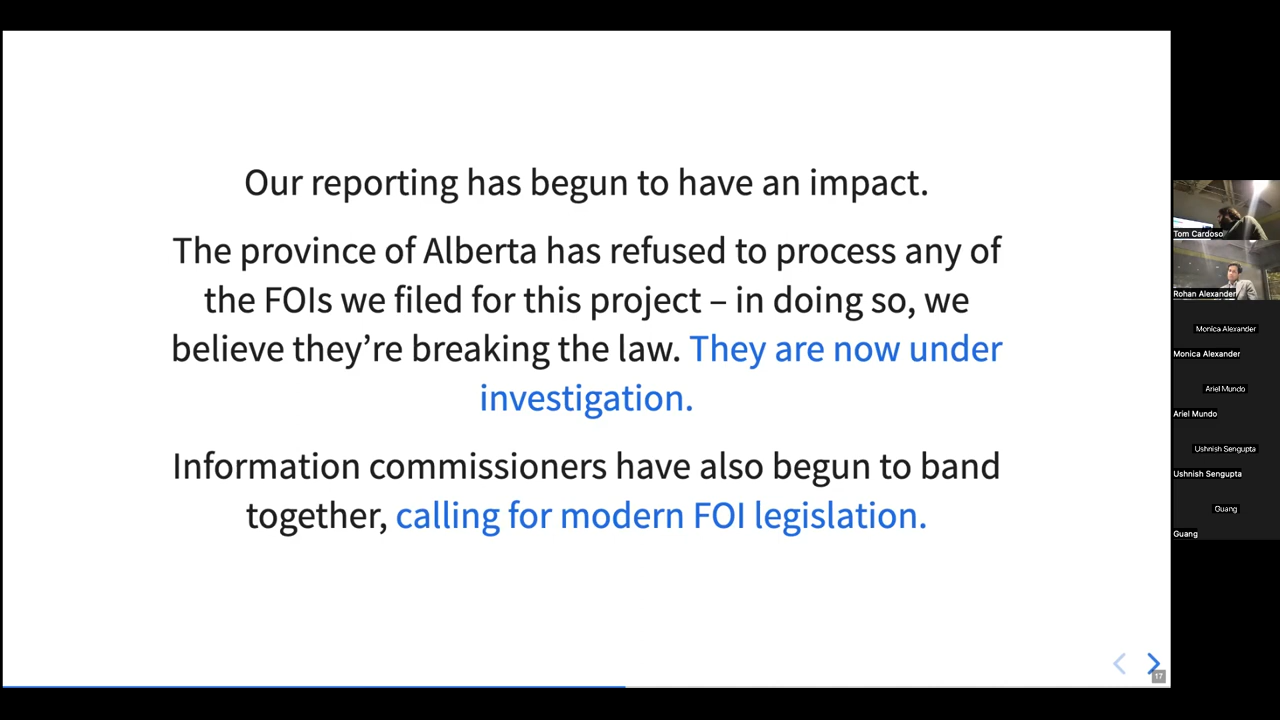 Our reporting has begun to have an impact.
The province of Alberta has refused to process any of
the FOIs we filed for this project – in doing so, we
believe they’re breaking the law. They are now under
investigation.
Information commissioners have also begun to band
together, calling for modern FOI legislation.
17
Tom Cardoso
Rohan Alexander
Monica Alexander
Monica Alexander
Ariel Mundo
Ariel Mundo
Ushnish Sengupta
Ushnish Sengupta
Guang
Guang